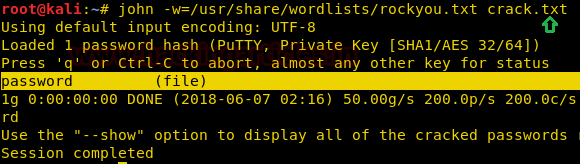 root@kali:~# john -w=/usr/share/wordlists/rockyou.txt crack.txt
Using default input encoding: UTF-8
Loaded 1 password hash (PuTTY, Private Key [SHA1/AES 32/64])
Press 'q' or Ctrl-C to abort, almost any other key for status
password         (file)
1g 0:00:00:00 DONE (2018-06-07 02:16) 50.00g/s 200.0p/s 200.0c/s
rd
Use the "--show" option to display all of the cracked passwords
Session completed